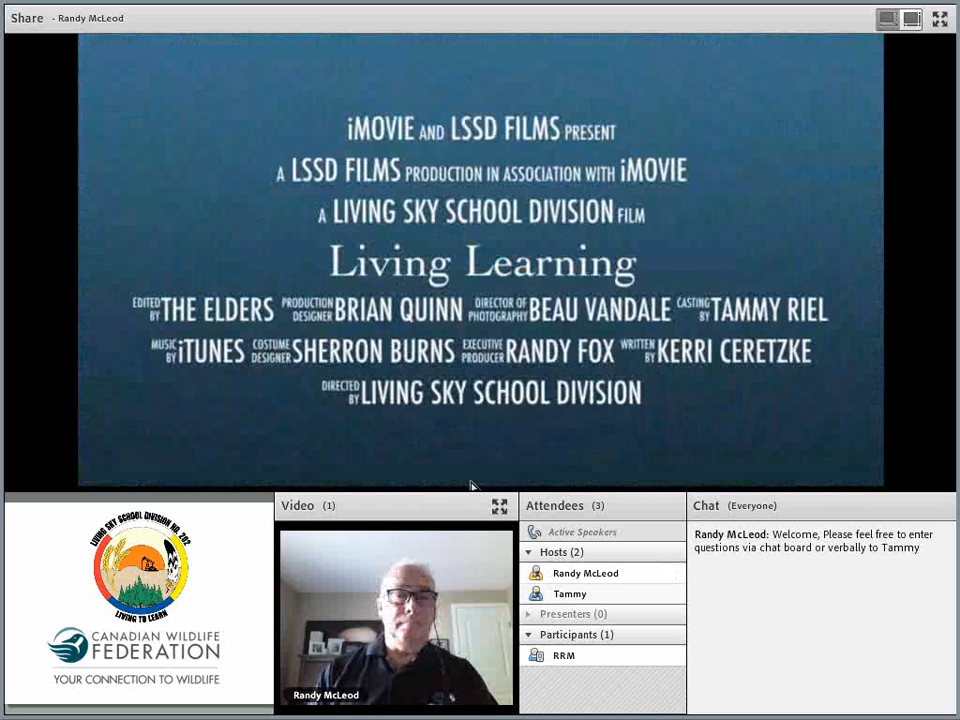 Share - Randy McLeod
iMOVIE AND LSSD FILMS PRESENT
A LSSD FILMS PRODUCTION IN ASSOCIATION WITH iMOVIE
A LIVING SKY SCHOOL DIVISION FILM
Living Learning
EDITED BY THE ELDERS PRODUCTION DESIGNER BRIAN QUINN DIRECTOR OF PHOTOGRAPHY BEAU VANDALE CASTING BY TAMMY RIEL
MUSIC BY iTUNES COSTUME DESIGNER SHERRON BURNS EXECUTIVE PRODUCER RANDY FOX WRITTEN BY KERRI CERETZKE
DIRECTED BY LIVING SKY SCHOOL DIVISION
LIVING SKY SCHOOL DIVISION NO. 202
LIVING TO LEARN
CANADIAN WILDLIFE
FEDERATION
YOUR CONNECTION TO WILDLIFE
Video (1)
Randy McLeod
Attendees (3)
Active Speakers
Hosts (2)
Randy McLeod
Tammy
Presenters (0)
Participants (1)
RRM
Chat (Everyone)
Randy McLeod: Welcome, Please feel free to enter
questions via chat board or verbally to Tammy